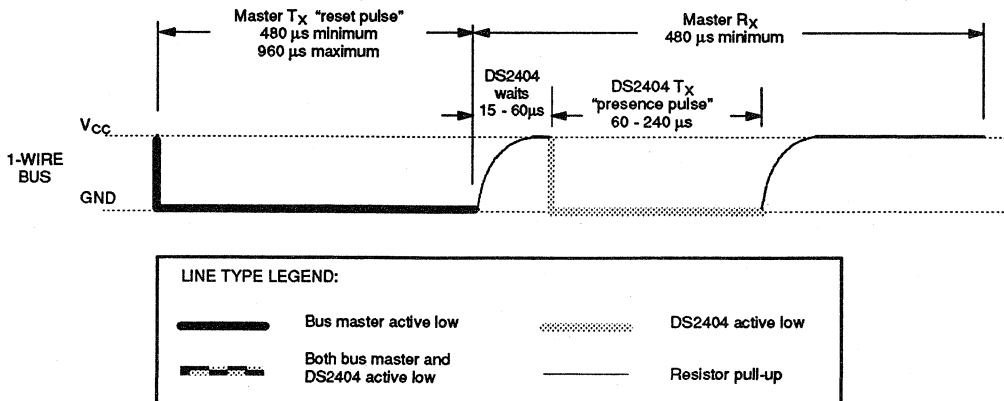 Master TX "reset pulse"
480 µs minimum
960 µs maximum
Master RX
480 µs minimum
DS2404
waits
15 - 60µs
DS2404 TX
"presence pulse"
60 - 240 µs
VCC
1-WIRE
BUS
GND
LINE TYPE LEGEND:
Bus master active low
DS2404 active low
Both bus master and
DS2404 active low
Resistor pull-up